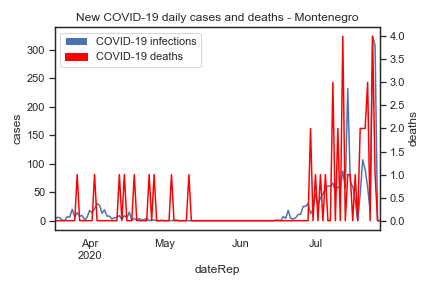 New COVID-19 daily cases and deaths - Montenegro
COVID-19 infections
COVID-19 deaths
300
250
200
150
100
50
0
cases
4.0
3.5
3.0
2.5
2.0
1.5
1.0
0.5
0.0
deaths
Apr
2020
May
Jun
Jul
dateRep